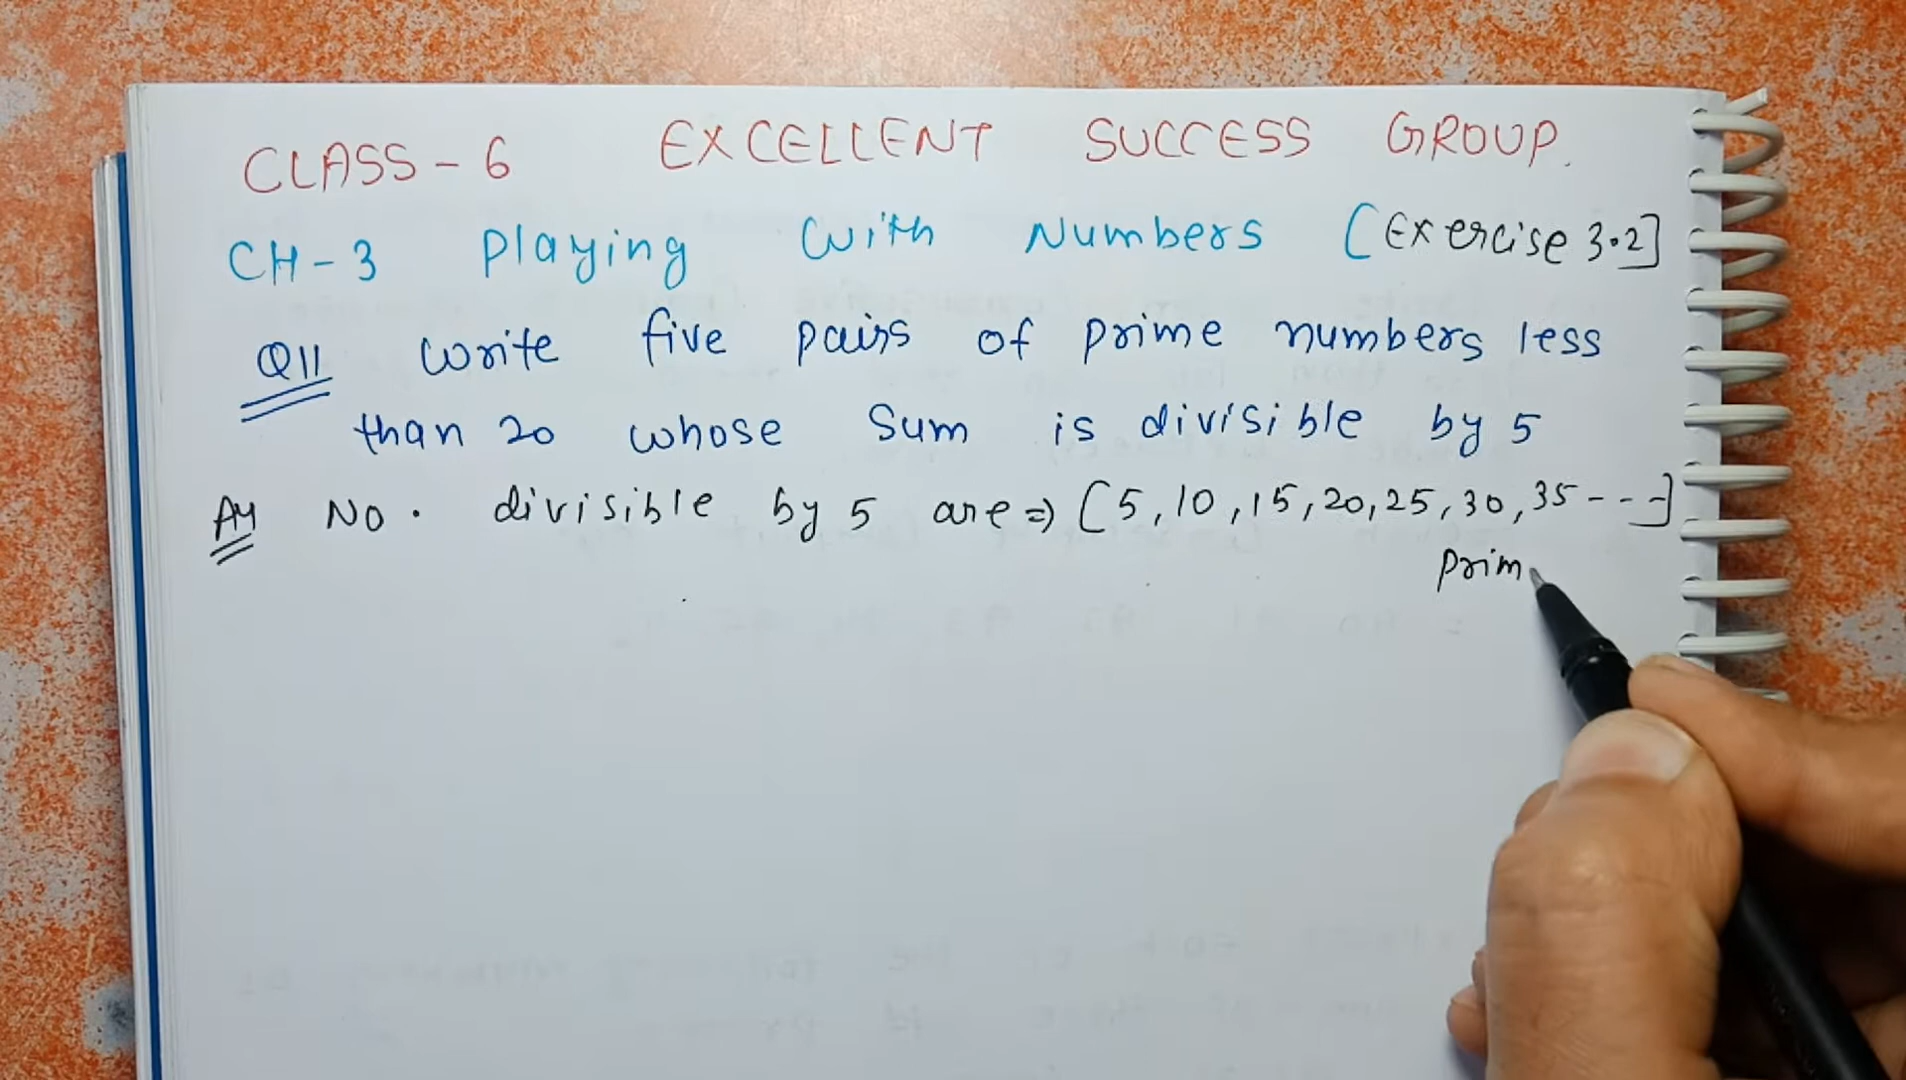 CLASS - 6 EXCELLENT SUCCESS GROUP.
CH - 3 Playing With Numbers [Exercise 3.2]
Q11 Write five pairs of prime numbers less
than 20 whose sum is divisible by 5
No. divisible by 5 are ⇒ [5, 10, 15, 20, 25, 30, 35 - - -]
Prim